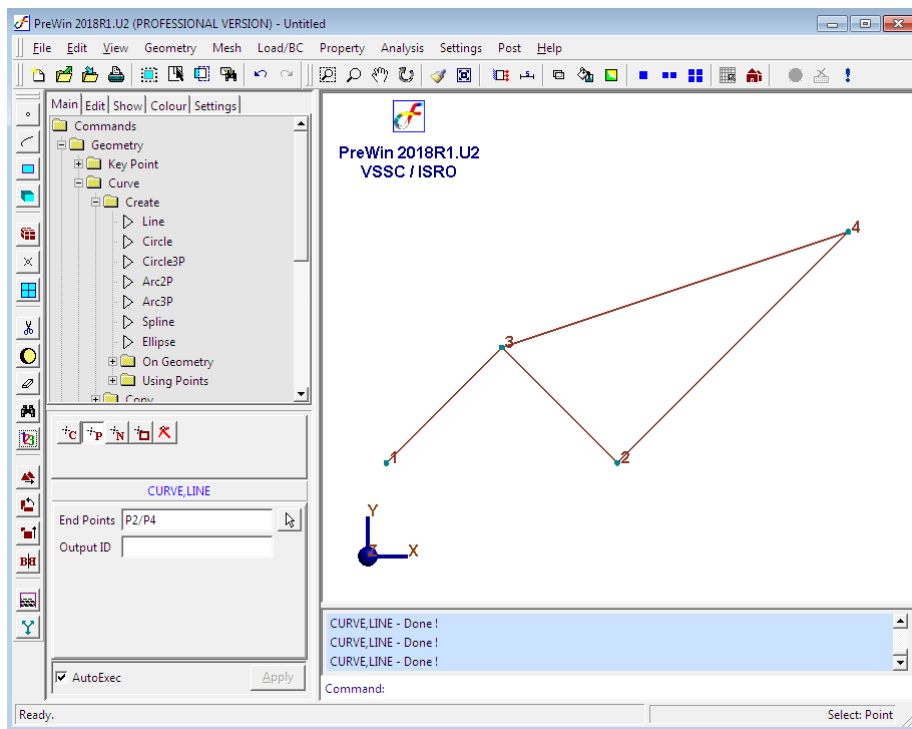 PreWin 2018R1.U2 (PROFESSIONAL VERSION) - Untitled
File Edit View Geometry Mesh Load/BC Property Analysis Settings Post Help
Main Edit Show Colour Settings
Commands
Geometry
Key Point
Curve
Create
Line
Circle
Circle3P
Arc2P
Arc3P
Spline
Ellipse
On Geometry
Using Points
Copy
C P N
CURVE,LINE
End Points P2/P4
Output ID
AutoExec Apply
PreWin 2018R1.U2
VSSC / ISRO
4
3
1
2
Y
Z X
CURVE,LINE - Done !
CURVE,LINE - Done !
CURVE,LINE - Done !
Command:
Ready. Select: Point